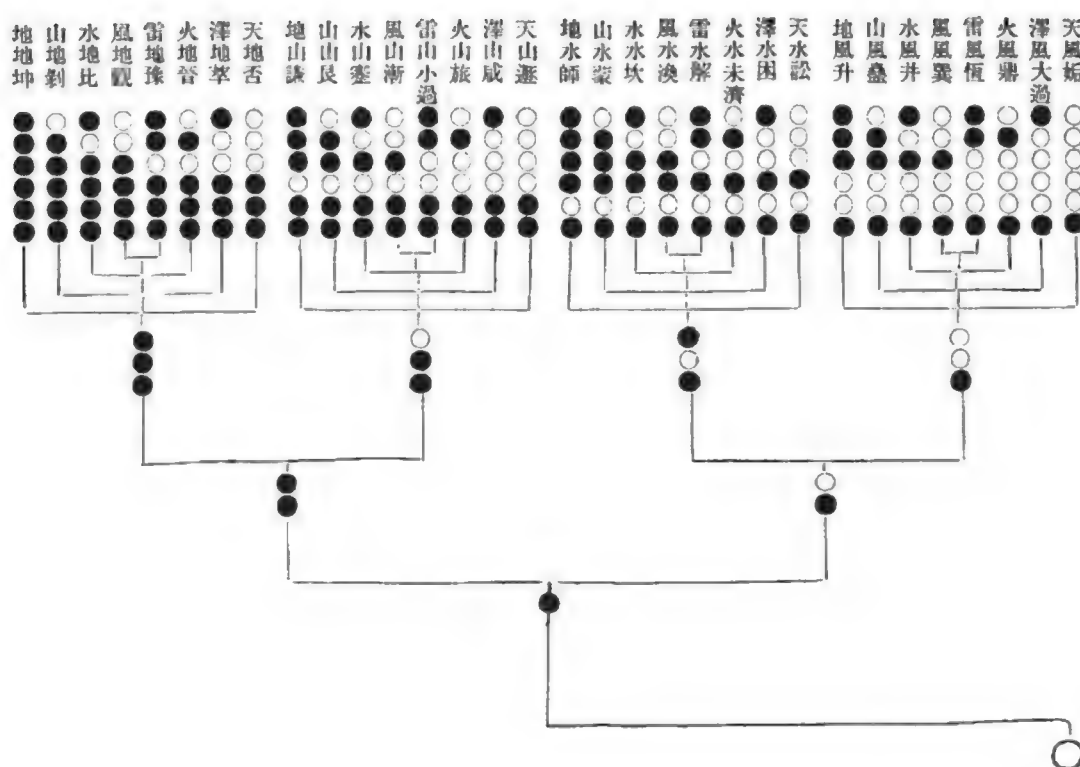 天風姤
澤風大過
火風鼎
雷風恆
風風巽
水風井
山風蠱
地風升
天水訟
澤水困
火水未濟
雷水解
風水渙
水水坎
山水蒙
地水師
天山遯
澤山咸
火山旅
雷山小過
風山漸
水山蹇
山山艮
地山謙
天地否
澤地萃
火地晉
雷地豫
風地觀
水地比
山地剝
地地坤